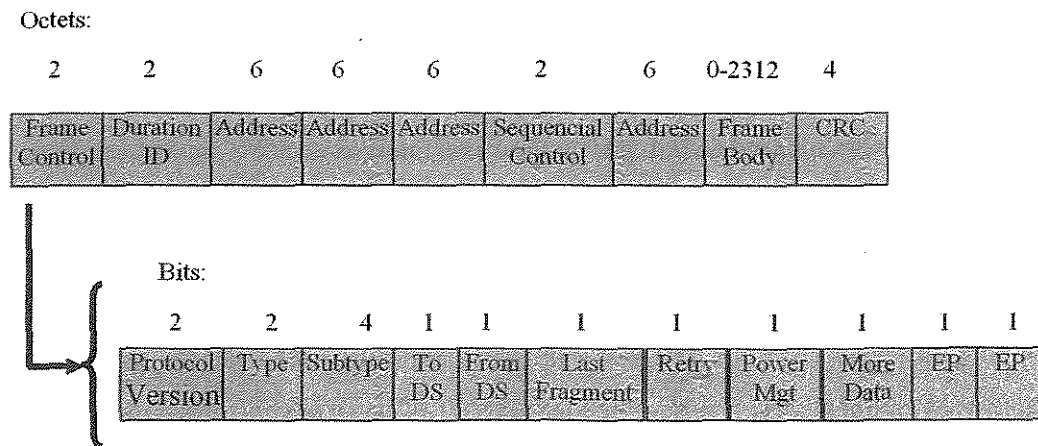 Octets:
2 2 6 6 6 2 6 0-2312 4
Frame Duration Address Address Address Sequencial Address Frame CRC
Control ID Control Body
Bits:
2 2 4 1 1 1 1 1 1 1 1
Protocol Type Subtype To From Last Retry Power More EP EP
Version DS DS Fragment Mgt Data